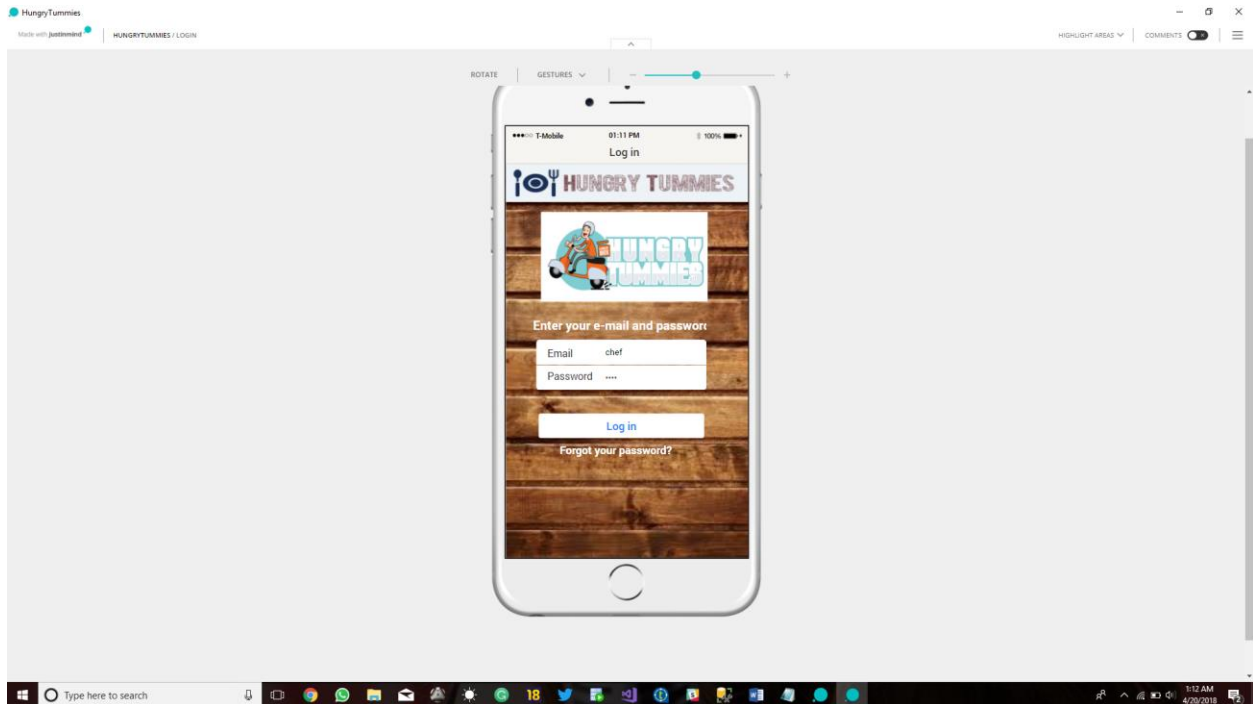 HungryTummies
Made with justinmind
HUNGRYTUMMIES / LOGIN
HIGHLIGHT AREAS
COMMENTS
ROTATE
GESTURES
T-Mobile 01:11 PM 100%
Log in
HUNGRY TUMMIES
HUNGRY
TUMMIES
Enter your e-mail and passwor
Email chef
Password ....
Log in
Forgot your password?
Type here to search
18
1:12 AM
4/20/2018